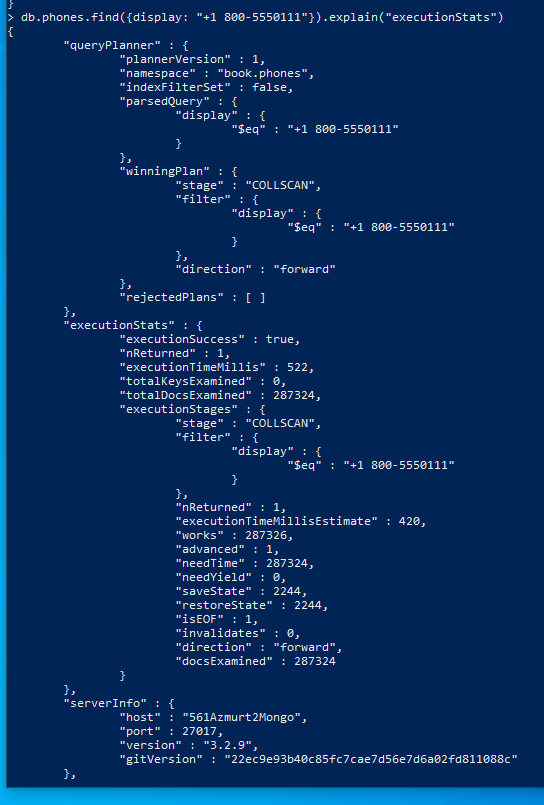 }
> db.phones.find({display: "+1 800-5550111"}).explain("executionStats")
{
        "queryPlanner" : {
                "plannerVersion" : 1,
                "namespace" : "book.phones",
                "indexFilterSet" : false,
                "parsedQuery" : {
                        "display" : {
                                "$eq" : "+1 800-5550111"
                        }
                },
                "winningPlan" : {
                        "stage" : "COLLSCAN",
                        "filter" : {
                                "display" : {
                                        "$eq" : "+1 800-5550111"
                                }
                        },
                        "direction" : "forward"
                },
                "rejectedPlans" : [ ]
        },
        "executionStats" : {
                "executionSuccess" : true,
                "nReturned" : 1,
                "executionTimeMillis" : 522,
                "totalKeysExamined" : 0,
                "totalDocsExamined" : 287324,
                "executionStages" : {
                        "stage" : "COLLSCAN",
                        "filter" : {
                                "display" : {
                                        "$eq" : "+1 800-5550111"
                                }
                        },
                        "nReturned" : 1,
                        "executionTimeMillisEstimate" : 420,
                        "works" : 287326,
                        "advanced" : 1,
                        "needTime" : 287324,
                        "needYield" : 0,
                        "saveState" : 2244,
                        "restoreState" : 2244,
                        "isEOF" : 1,
                        "invalidates" : 0,
                        "direction" : "forward",
                        "docsExamined" : 287324
                }
        },
        "serverInfo" : {
                "host" : "561Azmurt2Mongo",
                "port" : 27017,
                "version" : "3.2.9",
                "gitVersion" : "22ec9e93b40c85fc7cae7d56e7d6a02fd811088c"
        },